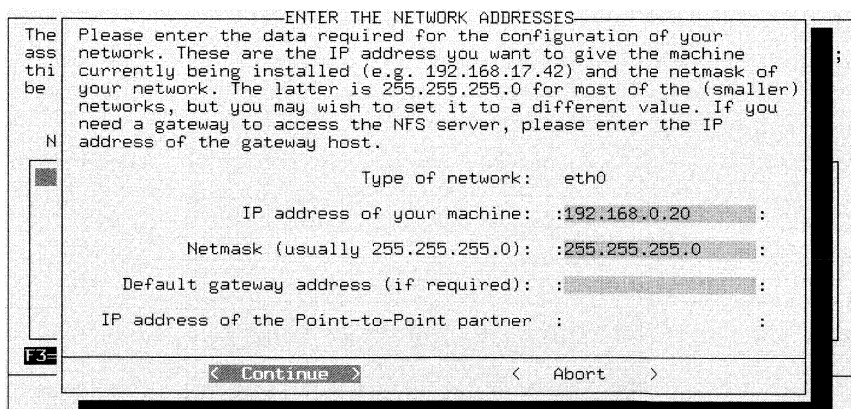 ENTER THE NETWORK ADDRESSES
The
ass
thi
be
N
F3=
;
Please enter the data required for the configuration of your
network. These are the IP address you want to give the machine
currently being installed (e.g. 192.168.17.42) and the netmask of
your network. The latter is 255.255.255.0 for most of the (smaller)
networks, but you may wish to set it to a different value. If you
need a gateway to access the NFS server, please enter the IP
address of the gateway host.
Type of network: eth0
IP address of your machine: :192.168.0.20 :
Netmask (usually 255.255.255.0): :255.255.255.0 :
Default gateway address (if required): : :
IP address of the Point-to-Point partner : :
< Continue > < Abort >